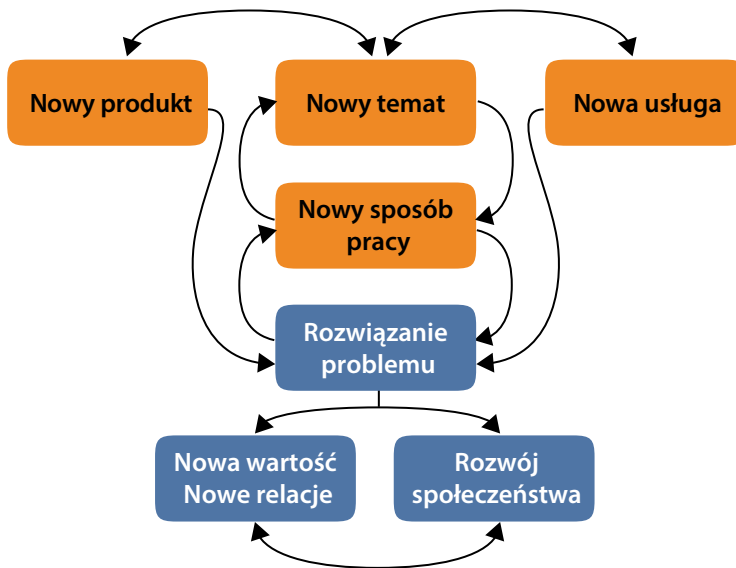 Nowy produkt
Nowy temat
Nowa usługa
Nowy sposób
pracy
Rozwiązanie
problemu
Nowa wartość
Nowe relacje
Rozwój
społeczeństwa